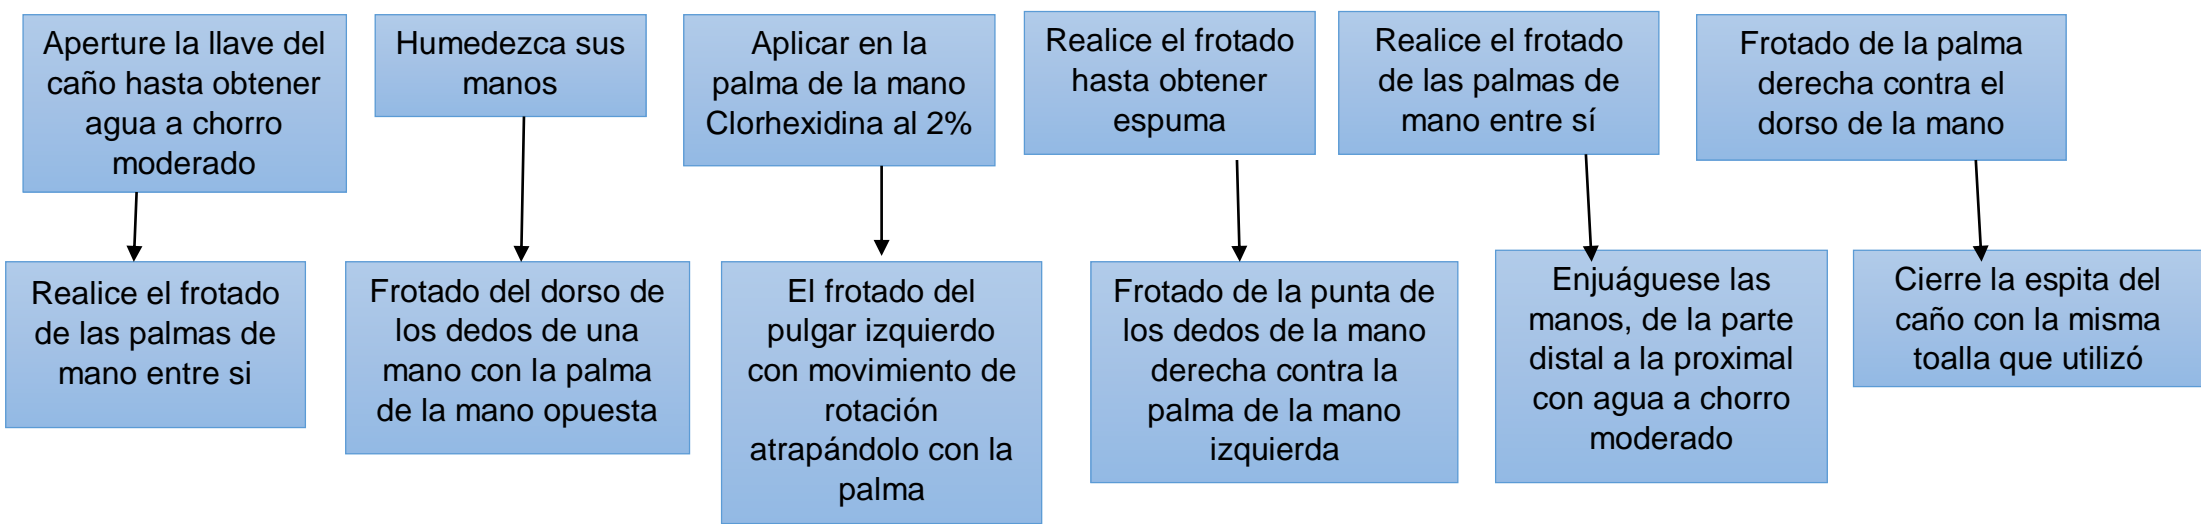 Aperture la llave del
caño hasta obtener
agua a chorro
moderado
Humedezca sus
manos
Aplicar en la
palma de la mano
Clorhexidina al 2%
Realice el frotado
hasta obtener
espuma
Realice el frotado
de las palmas de
mano entre sí
Frotado de la palma
derecha contra el
dorso de la mano
Realice el frotado
de las palmas de
mano entre si
Frotado del dorso de
los dedos de una
mano con la palma
de la mano opuesta
El frotado del
pulgar izquierdo
con movimiento de
rotación
atrapándolo con la
palma
Frotado de la punta de
los dedos de la mano
derecha contra la
palma de la mano
izquierda
Enjuáguese las
manos, de la parte
distal a la proximal
con agua a chorro
moderado
Cierre la espita del
caño con la misma
toalla que utilizó